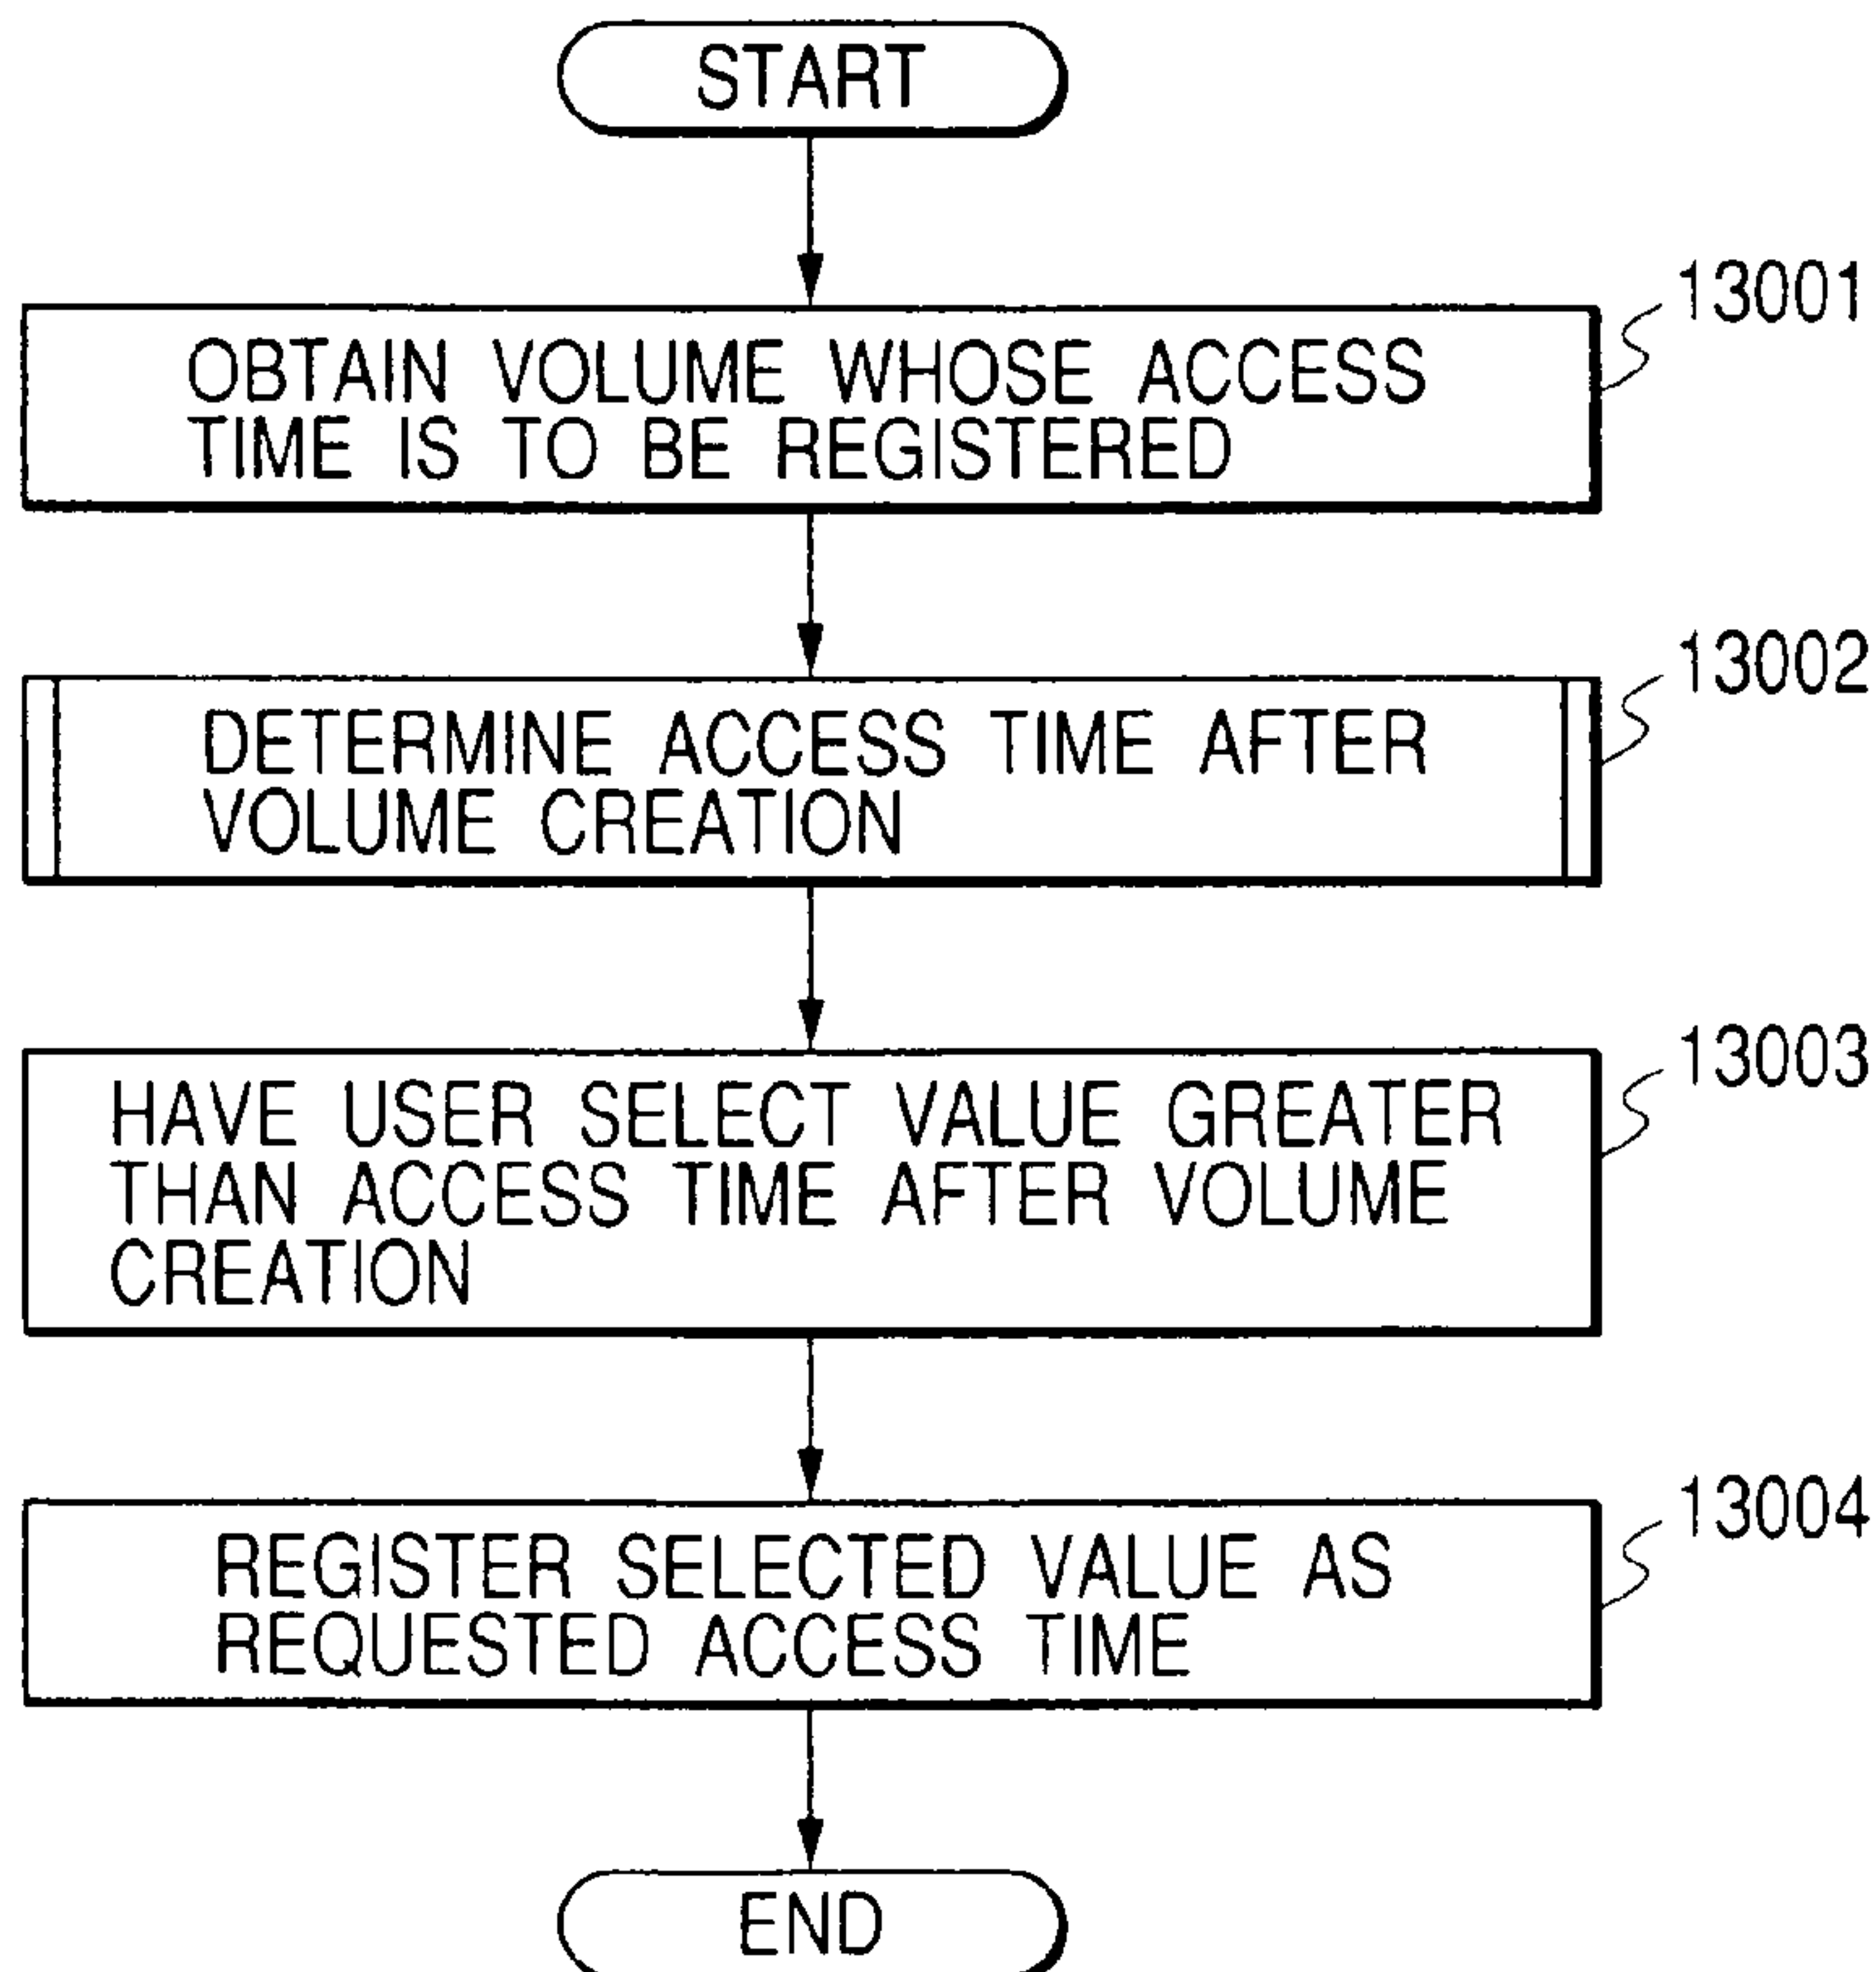 START
13001
OBTAIN VOLUME WHOSE ACCESS
TIME IS TO BE REGISTERED
13002
DETERMINE ACCESS TIME AFTER
VOLUME CREATION
13003
HAVE USER SELECT VALUE GREATER
THAN ACCESS TIME AFTER VOLUME
CREATION
13004
REGISTER SELECTED VALUE AS
REQUESTED ACCESS TIME
END